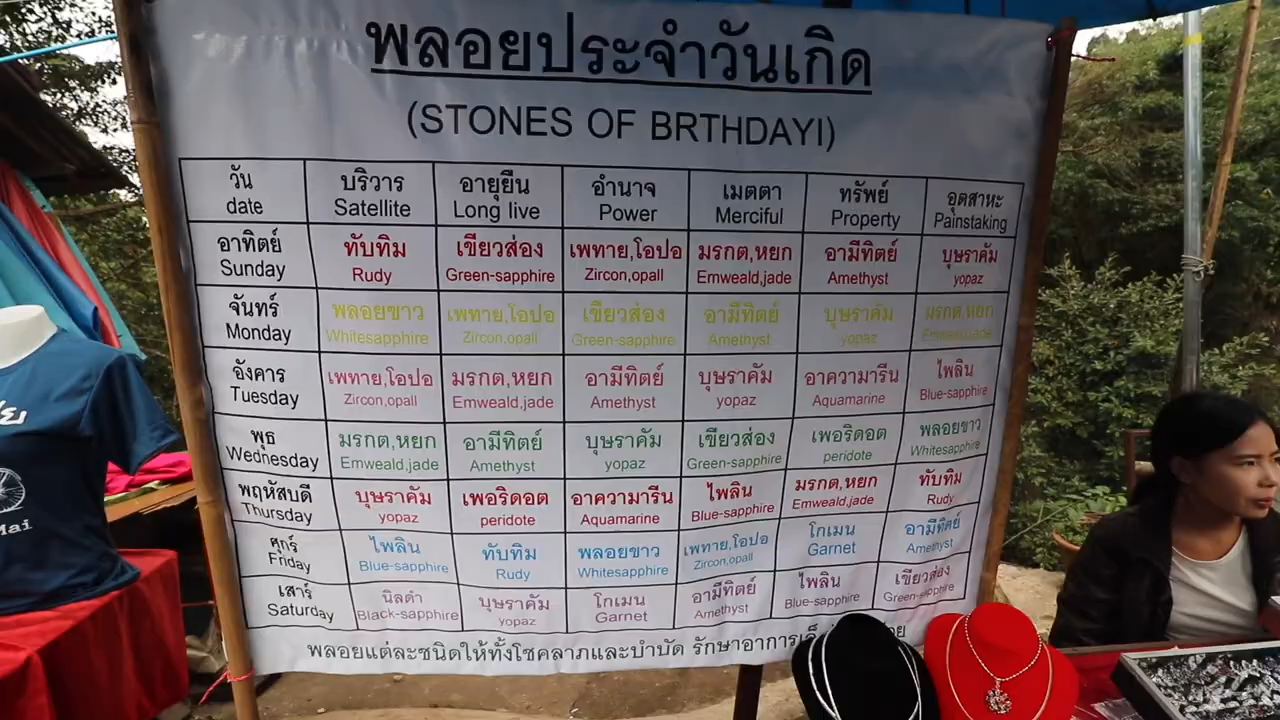 พลอยประจำวันเกิด
(STONES OF BRTHDAYI)
วัน บริวาร อายุยืน อำนาจ เมตตา ทรัพย์ อุตสาหะ
date Satellite Long live Power Merciful Property Painstaking
อาทิตย์ ทับทิม เขียวส่อง เพทาย,โอปอ มรกต,หยก อามีทิตย์ บุษราคัม
Sunday Rudy Green-sapphire Zircon,opall Emweald,jade Amethyst yopaz
จันทร์ พลอยขาว เพทาย,โอปอ เขียวส่อง อามีทิตย์ บุษราคัม มรกต,หยก
Monday Whitesapphire Zircon,opall Green-sapphire Amethyst yopaz Emweald,jade
อังคาร เพทาย,โอปอ มรกต,หยก อามีทิตย์ บุษราคัม อาความารีน ไพลิน
Tuesday Zircon,opall Emweald,jade Amethyst yopaz Aquamarine Blue-sapphire
พุธ มรกต,หยก อามีทิตย์ บุษราคัม เขียวส่อง เพอริดอต พลอยขาว
Wednesday Emweald,jade Amethyst yopaz Green-sapphire peridote Whitesapphire
พฤหัสบดี บุษราคัม เพอริดอต อาความารีน ไพลิน มรกต,หยก ทับทิม
Thursday yopaz peridote Aquamarine Blue-sapphire Emweald,jade Rudy
ศุกร์ ไพลิน ทับทิม พลอยขาว เพทาย,โอปอ โกเมน อามีทิตย์
Friday Blue-sapphire Rudy Whitesapphire Zircon,opall Garnet Amethyst
เสาร์ นิลดำ บุษราคัม โกเมน อามีทิตย์ ไพลิน เขียวส่อง
Saturday Black-sapphire yopaz Garnet Amethyst Blue-sapphire Green-sapphire
พลอยแต่ละชนิดให้ทั้งโชคลาภและบำบัด รักษาอาการ
Mai